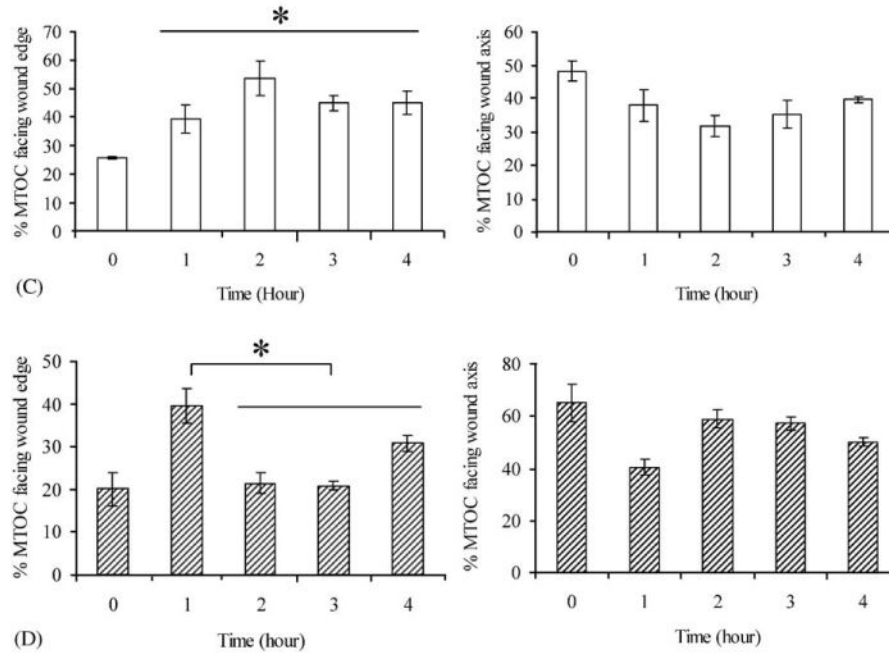 *
% MTOC facing wound edge
70
60
50
40
30
20
10
0
0 1 2 3 4
Time (Hour)
(C)
% MTOC facing wound axis
60
50
40
30
20
10
0
0 1 2 3 4
Time (hour)
*
% MTOC facing wound edge
50
40
30
20
10
0
0 1 2 3 4
Time (hour)
(D)
% MTOC facing wound axis
80
60
40
20
0
0 1 2 3 4
Time (hour)